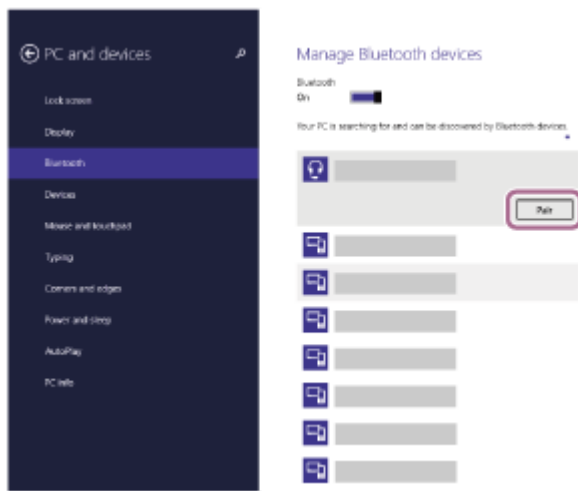 PC and devices
Lock screen
Display
Bluetooth
Devices
Mouse and touchpad
Typing
Corners and edges
Power and sleep
AutoPlay
PC info
Manage Bluetooth devices
Bluetooth
On
Your PC is searching for and can be discovered by Bluetooth devices.
Pair